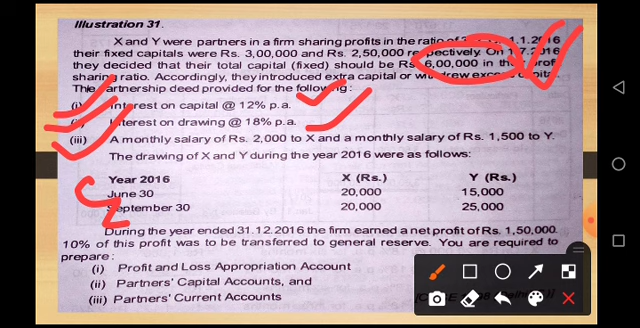 Illustration 31.
X and Y were partners in a firm sharing profits in the ratio of 1.1.2016
their fixed capitals were Rs. 3,00,000 and Rs. 2,50,000 respectively. On 1.7.2016
they decided that their total capital (fixed) should be Rs. 6,00,000 in the profit
sharing ratio. Accordingly, they introduced extra capital or withdrew excess capital.
The partnership deed provided for the following:
(i) Interest on capital @ 12% p.a.
Interest on drawing @ 18% p.a.
(iii) A monthly salary of Rs. 2,000 to X and a monthly salary of Rs. 1,500 to Y.
The drawing of X and Y during the year 2016 were as follows:
Year 2016 X (Rs.) Y (Rs.)
June 30 20,000 15,000
September 30 20,000 25,000
During the year ended 31.12.2016 the firm earned a net profit of Rs. 1,50,000.
10% of this profit was to be transferred to general reserve. You are required to
prepare:
(i) Profit and Loss Appropriation Account
(ii) Partners' Capital Accounts, and
(iii) Partners' Current Accounts